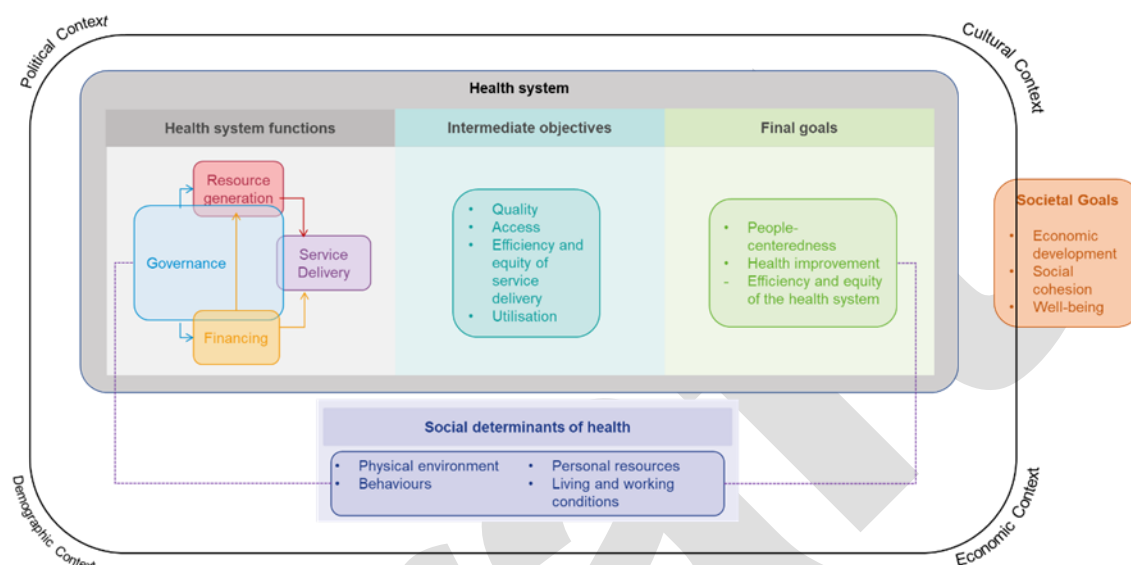 Political Context
Cultural Context
Health system
Health system functions
Intermediate objectives
Final goals
Resource
generation
Governance
Service
Delivery
Financing
• Quality
• Access
• Efficiency and
equity of
service
delivery
• Utilisation
• People-
centeredness
• Health improvement
- Efficiency and equity
of the health system
Societal Goals
• Economic
development
• Social
cohesion
• Well-being
Social determinants of health
• Physical environment
• Behaviours
• Personal resources
• Living and working
conditions
Demographic Context
Economic Context